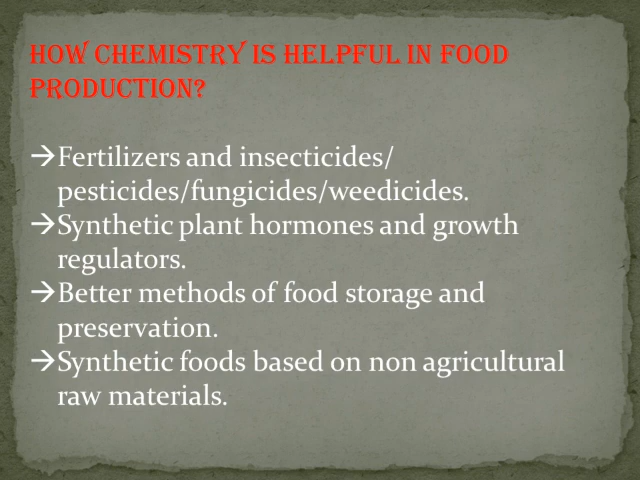 HOW CHEMISTRY IS HELPFUL IN FOOD
PRODUCTION?
→Fertilizers and insecticides/
pesticides/fungicides/weedicides.
→Synthetic plant hormones and growth
regulators.
→Better methods of food storage and
preservation.
→Synthetic foods based on non agricultural
raw materials.